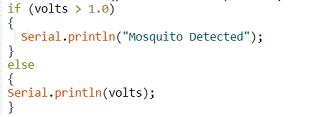 if (volts > 1.0)
{
  Serial.println("Mosquito Detected");
}
else
{
Serial.println(volts);
}